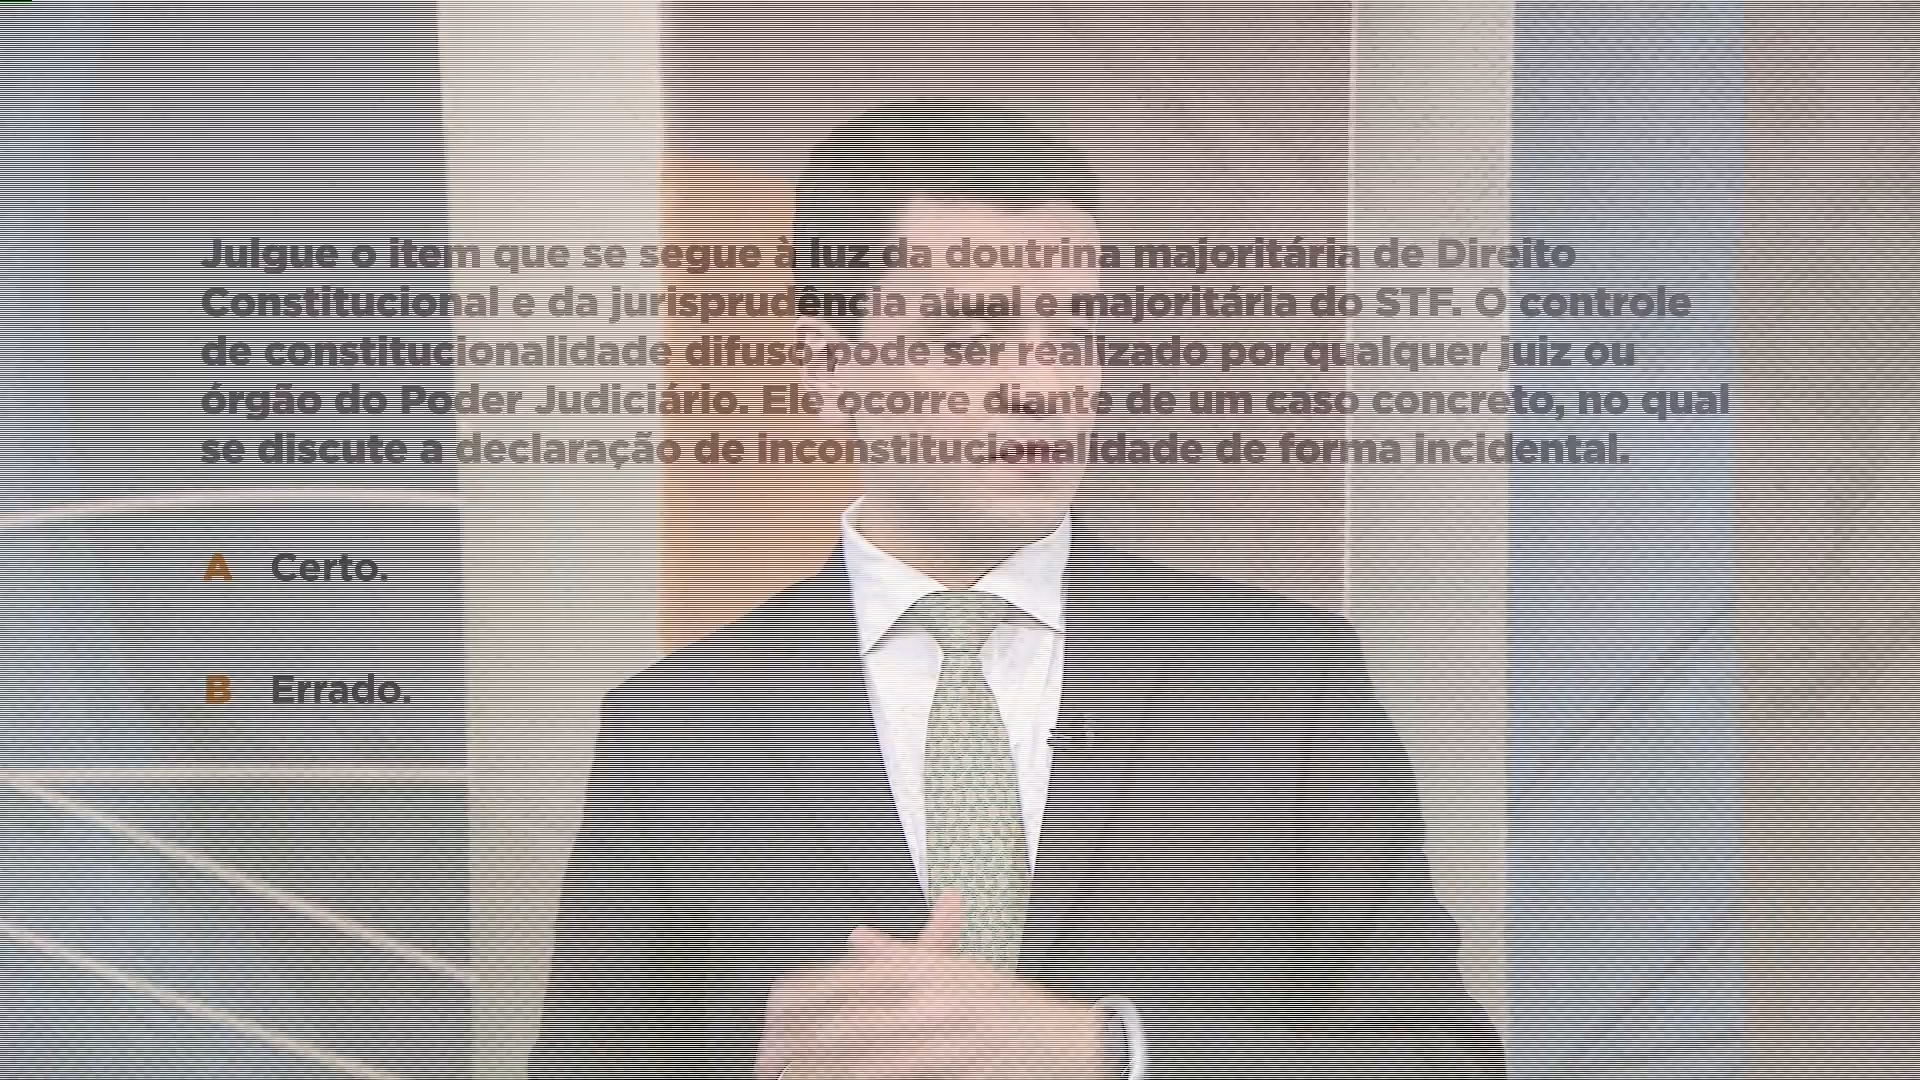 Julgue o item que se segue à luz da doutrina majoritária de Direito
Constitucional e da jurisprudência atual e majoritária do STF. O controle
de constitucionalidade difuso pode ser realizado por qualquer juiz ou
órgão do Poder Judiciário. Ele ocorre diante de um caso concreto, no qual
se discute a declaração de inconstitucionalidade de forma incidental.
A Certo.
B Errado.